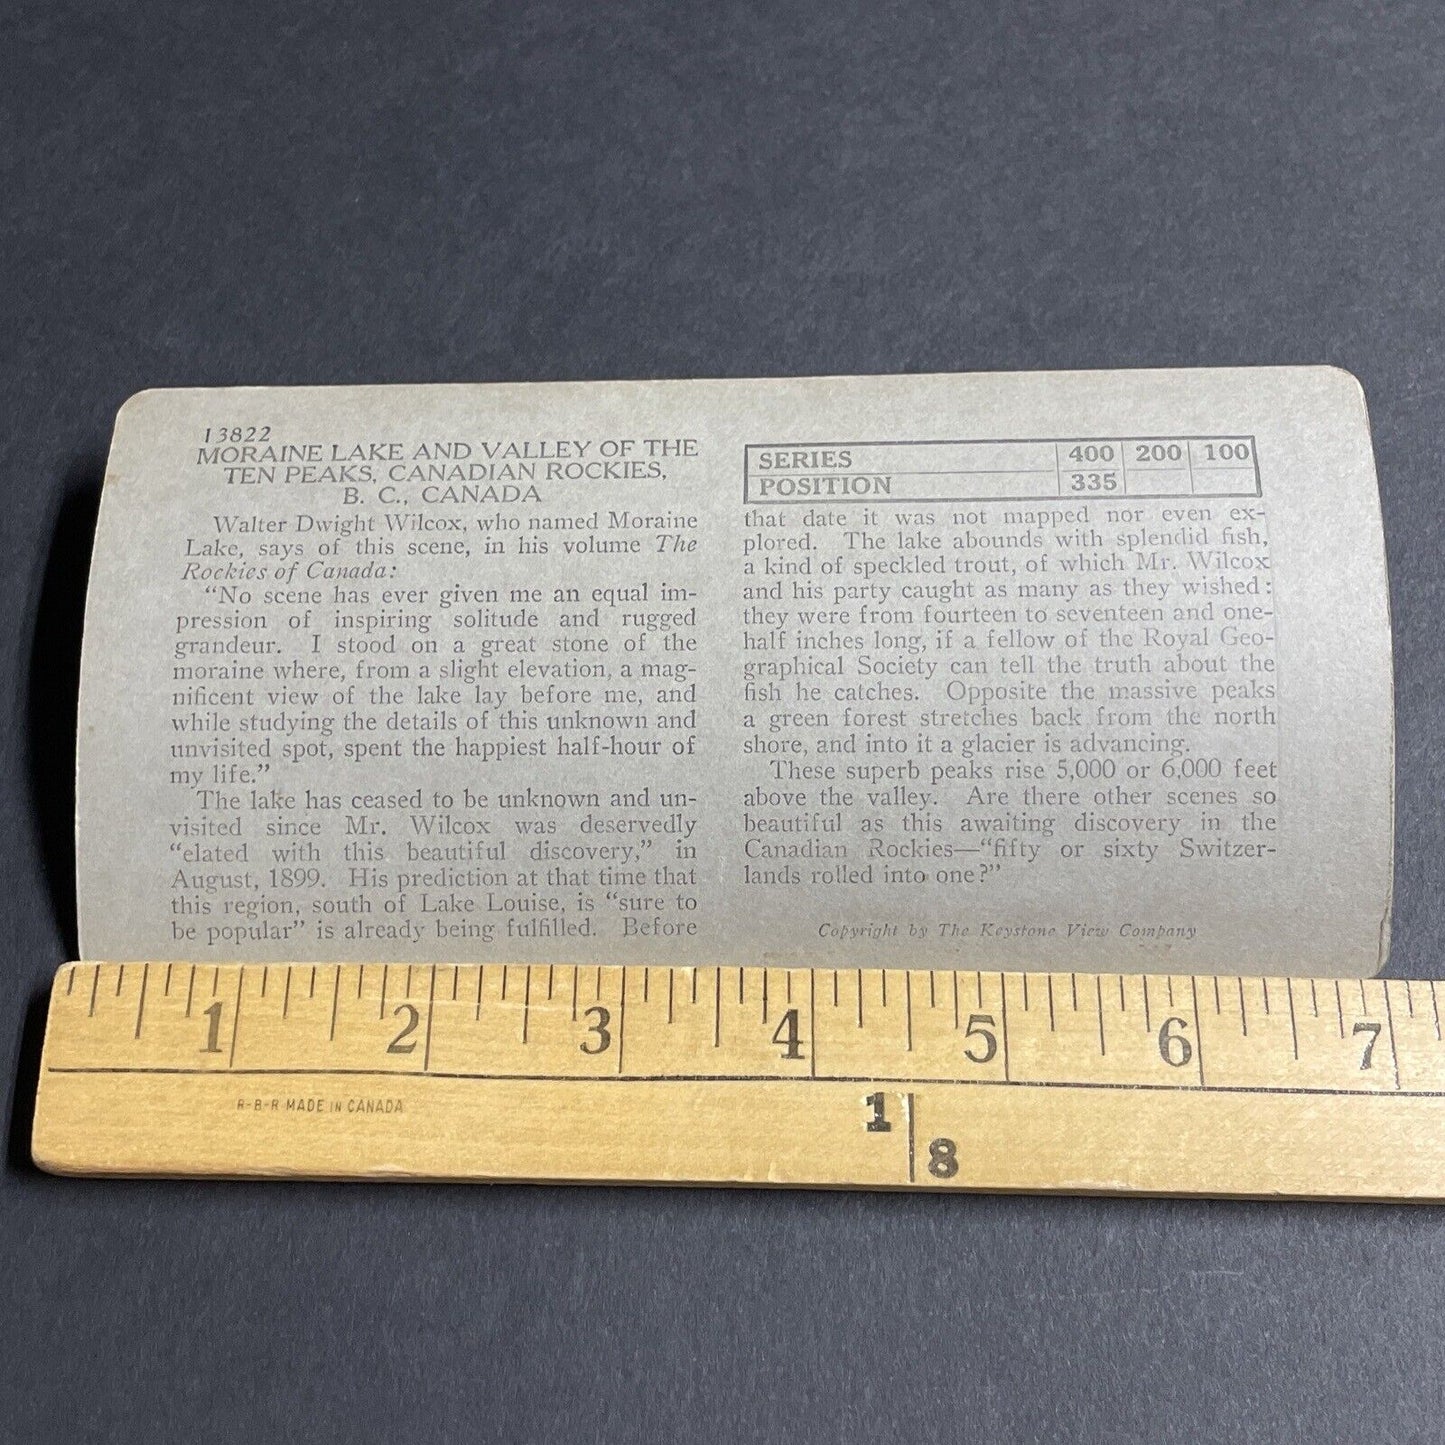 13822
MORAINE LAKE AND VALLEY OF THE
TEN PEAKS, CANADIAN ROCKIES,
B. C., CANADA
Walter Dwight Wilcox, who named Moraine
Lake, says of this scene, in his volume The
Rockies of Canada:
“No scene has ever given me an equal im-
pression of inspiring solitude and rugged
grandeur. I stood on a great stone of the
moraine where, from a slight elevation, a mag-
nificent view of the lake lay before me, and
while studying the details of this unknown and
unvisited spot, spent the happiest half-hour of
my life.”
The lake has ceased to be unknown and un-
visited since Mr. Wilcox was deservedly
“elated with this beautiful discovery,” in
August, 1899. His prediction at that time that
this region, south of Lake Louise, is “sure to
be popular” is already being fulfilled. Before
SERIES 400 200 100
POSITION 335
that date it was not mapped nor even ex-
plored. The lake abounds with splendid fish,
a kind of speckled trout, of which Mr. Wilcox
and his party caught as many as they wished:
they were from fourteen to seventeen and one-
half inches long, if a fellow of the Royal Geo-
graphical Society can tell the truth about the
fish he catches. Opposite the massive peaks
a green forest stretches back from the north
shore, and into it a glacier is advancing.
These superb peaks rise 5,000 or 6,000 feet
above the valley. Are there other scenes so
beautiful as this awaiting discovery in the
Canadian Rockies—“fifty or sixty Switzer-
lands rolled into one?”
Copyright by The Keystone View Company
1 2 3 4 5 6 7
R-B-R MADE IN CANADA
1 8